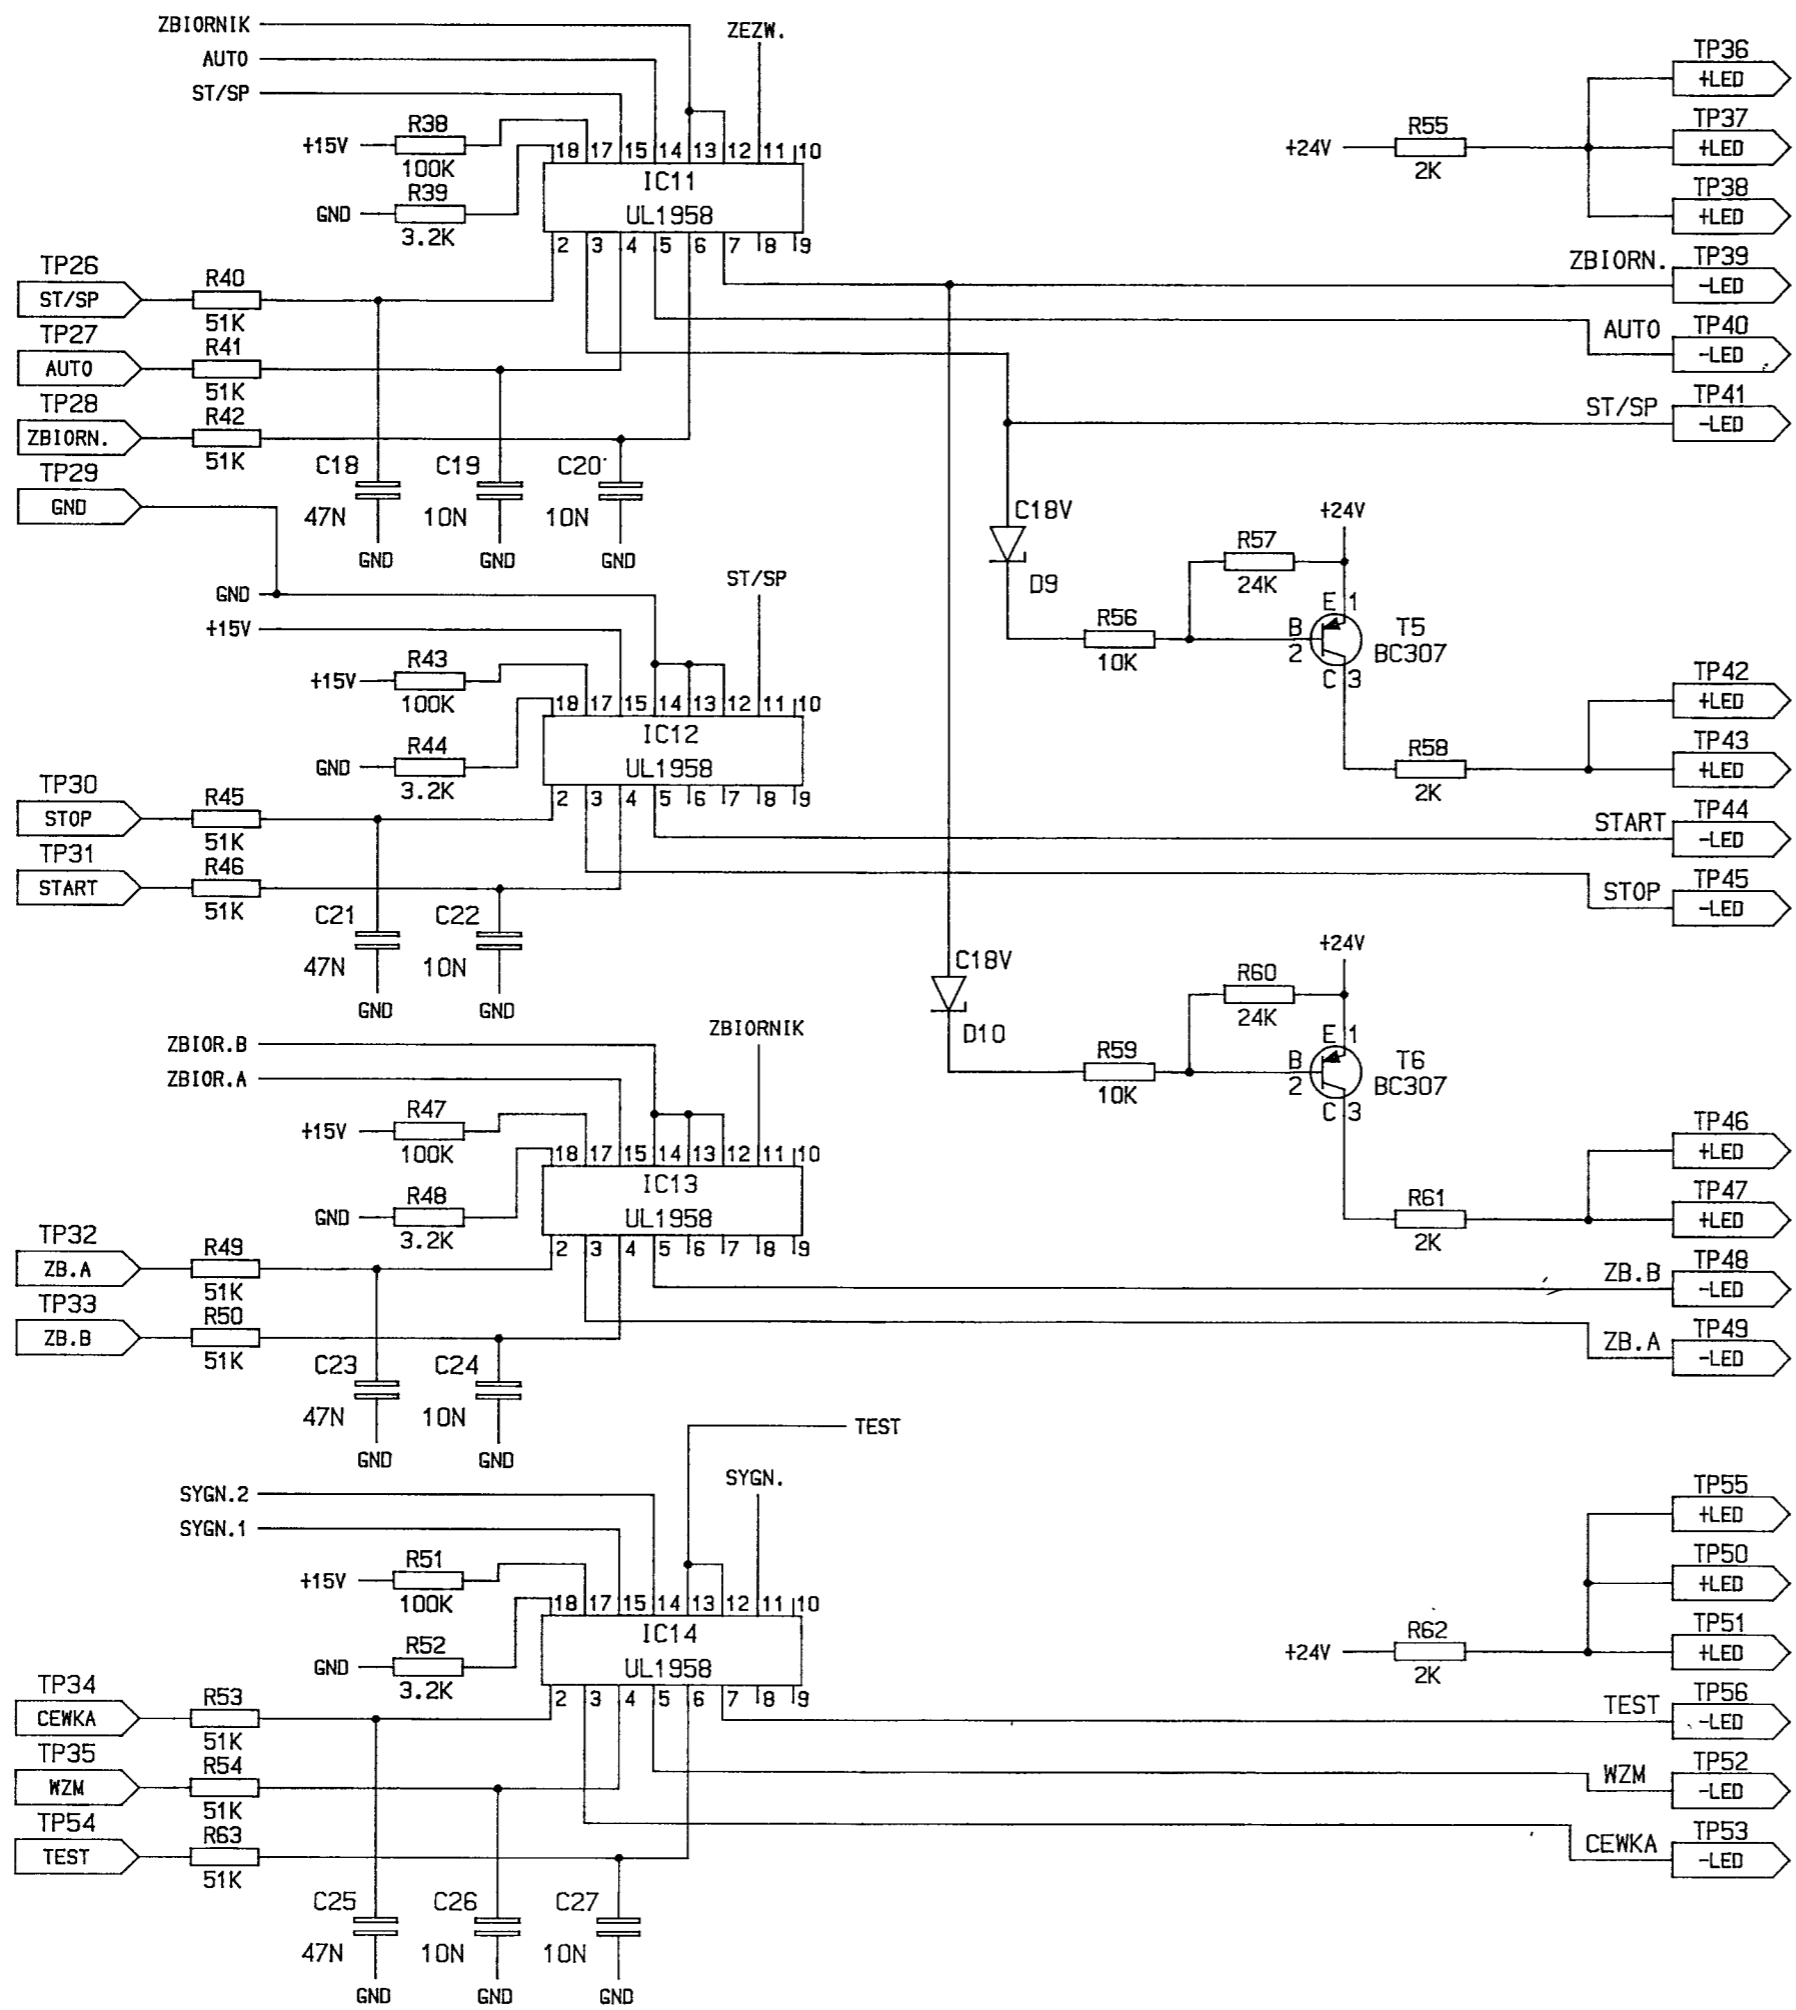 ZBIORNIK
ZEZW.
AUTO
ST/SP
+15V
R38
100K
GND
R39
3.2K
18 17 15 14 13 12 11 10
IC11
UL1958
2 3 4 5 6 7 8 9
TP26
ST/SP
R40
51K
TP27
AUTO
R41
51K
TP28
ZBIORN.
R42
51K
TP29
GND
C18
47N
GND
C19
10N
GND
C20
10N
GND
+24V
R55
2K
TP36
+LED
TP37
+LED
TP38
+LED
ZBIORN.
TP39
-LED
AUTO
TP40
-LED
ST/SP
TP41
-LED
C18V
D9
R56
10K
R57
24K
+24V
E 1
B
2
C 3
T5
BC307
R58
2K
TP42
+LED
TP43
+LED
GND
+15V
ST/SP
+15V
R43
100K
GND
R44
3.2K
18 17 15 14 13 12 11 10
IC12
UL1958
2 3 4 5 6 7 8 9
TP30
STOP
R45
51K
TP31
START
R46
51K
C21
47N
GND
C22
10N
GND
START
TP44
-LED
STOP
TP45
-LED
C18V
D10
R59
10K
R60
24K
+24V
E 1
B
2
C 3
T6
BC307
R61
2K
TP46
+LED
TP47
+LED
ZBIOR.B
ZBIOR.A
ZBIORNIK
+15V
R47
100K
GND
R48
3.2K
18 17 15 14 13 12 11 10
IC13
UL1958
2 3 4 5 6 7 8 9
TP32
ZB.A
R49
51K
TP33
ZB.B
R50
51K
C23
47N
GND
C24
10N
GND
ZB.B
TP48
-LED
ZB.A
TP49
-LED
TEST
SYGN.
SYGN.2
SYGN.1
+15V
R51
100K
GND
R52
3.2K
18 17 15 14 13 12 11 10
IC14
UL1958
2 3 4 5 6 7 8 9
TP34
CEWKA
R53
51K
TP35
WZM
R54
51K
TP54
TEST
R63
51K
C25
47N
GND
C26
10N
GND
C27
10N
GND
+24V
R62
2K
TP55
+LED
TP50
+LED
TP51
+LED
TEST
TP56
-LED
WZM
TP52
-LED
CEWKA
TP53
-LED